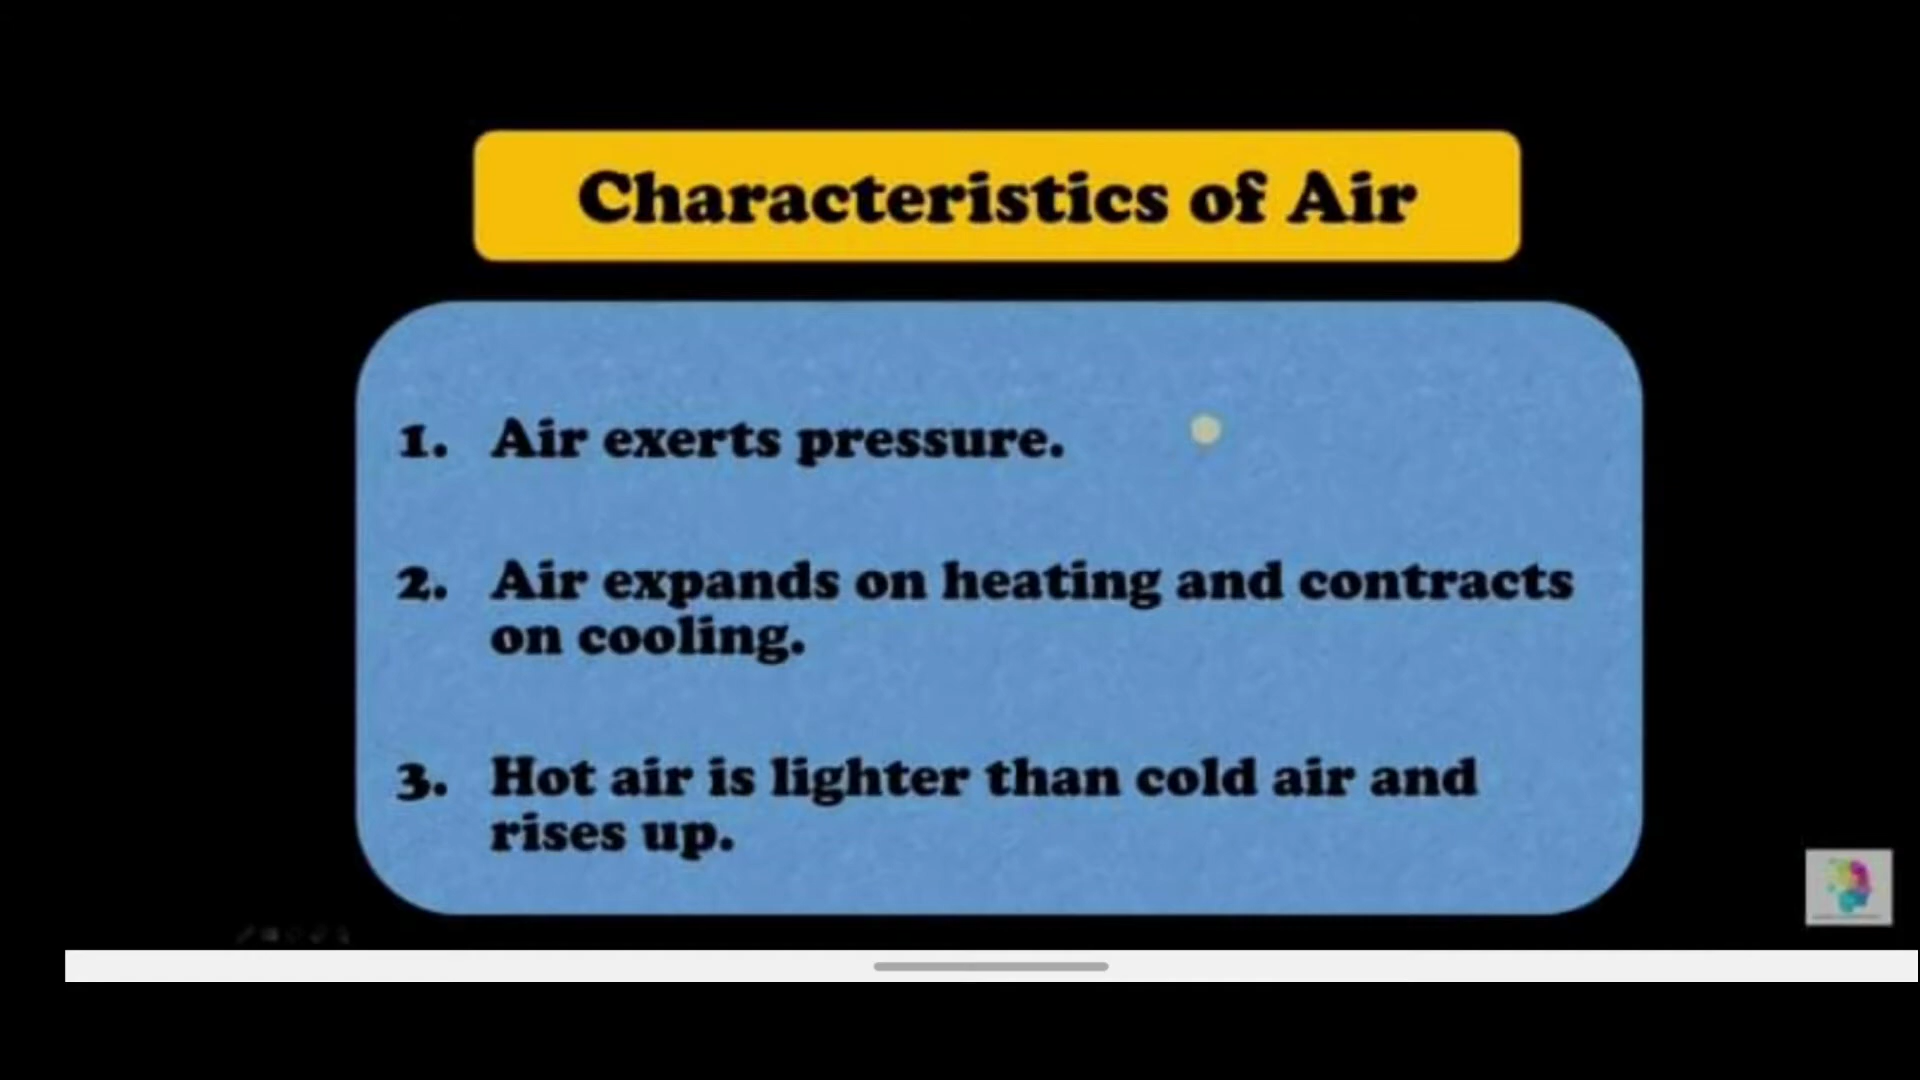 Characteristics of Air
1. Air exerts pressure.
2. Air expands on heating and contracts
on cooling.
3. Hot air is lighter than cold air and
rises up.